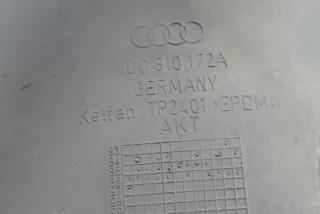 4D0 810 172A
GERMANY
Keltan TP2401 >EPDM<
AKT